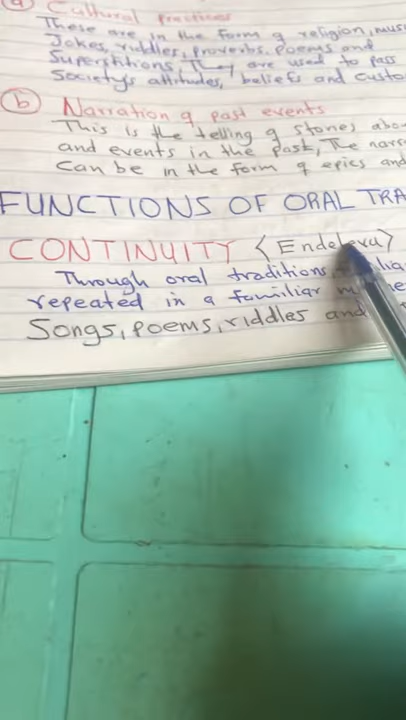 (a) Cultural practices
These are in the form of religion, mus
Jokes, riddles, proverbs, poems and
Superstitions, They are used to pass
Society's attitudes, beliefs and custo
(b) Narration of past events
This is the telling of stories abo
and events in the past, The narr
Can be in the form of epics and
FUNCTIONS OF ORAL TRA
CONTINUITY <Endelevu>
Through oral traditions,
repeated in a familiar
Songs, poems, riddles and